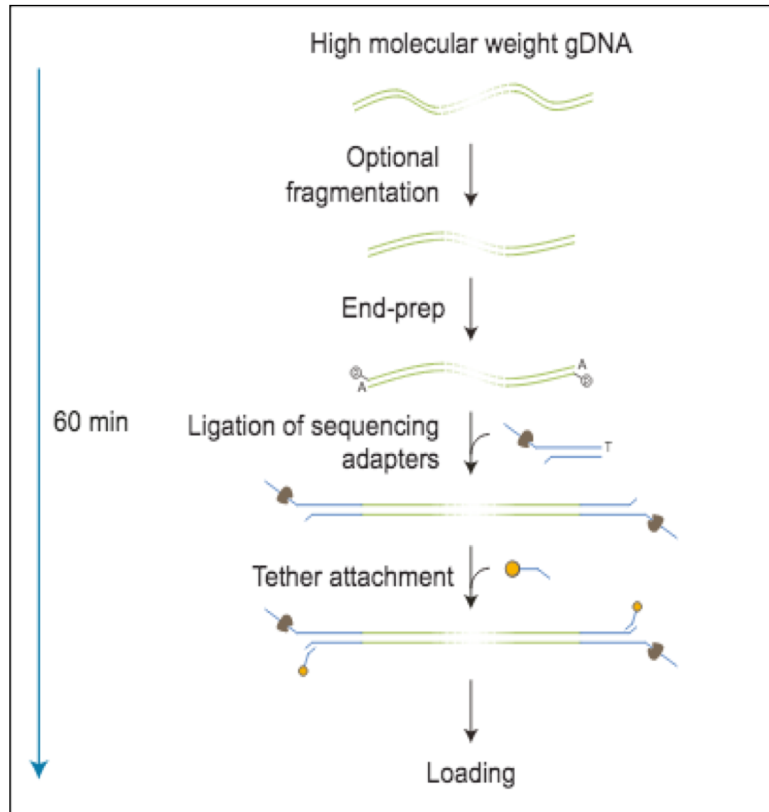 High molecular weight gDNA
Optional
fragmentation
End-prep
P
A
A
P
60 min
Ligation of sequencing
adapters
T
Tether attachment
Loading